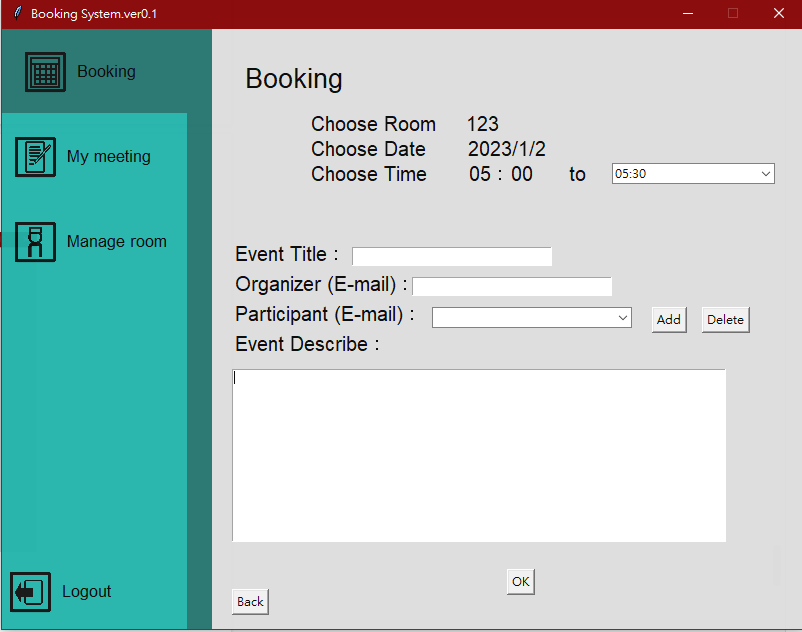 Booking System.ver0.1
Booking
My meeting
Manage room
Logout
Booking
Choose Room 123
Choose Date 2023/1/2
Choose Time 05 : 00 to 05:30
Event Title :
Organizer (E-mail) :
Participant (E-mail) : Add Delete
Event Describe :
OK
Back